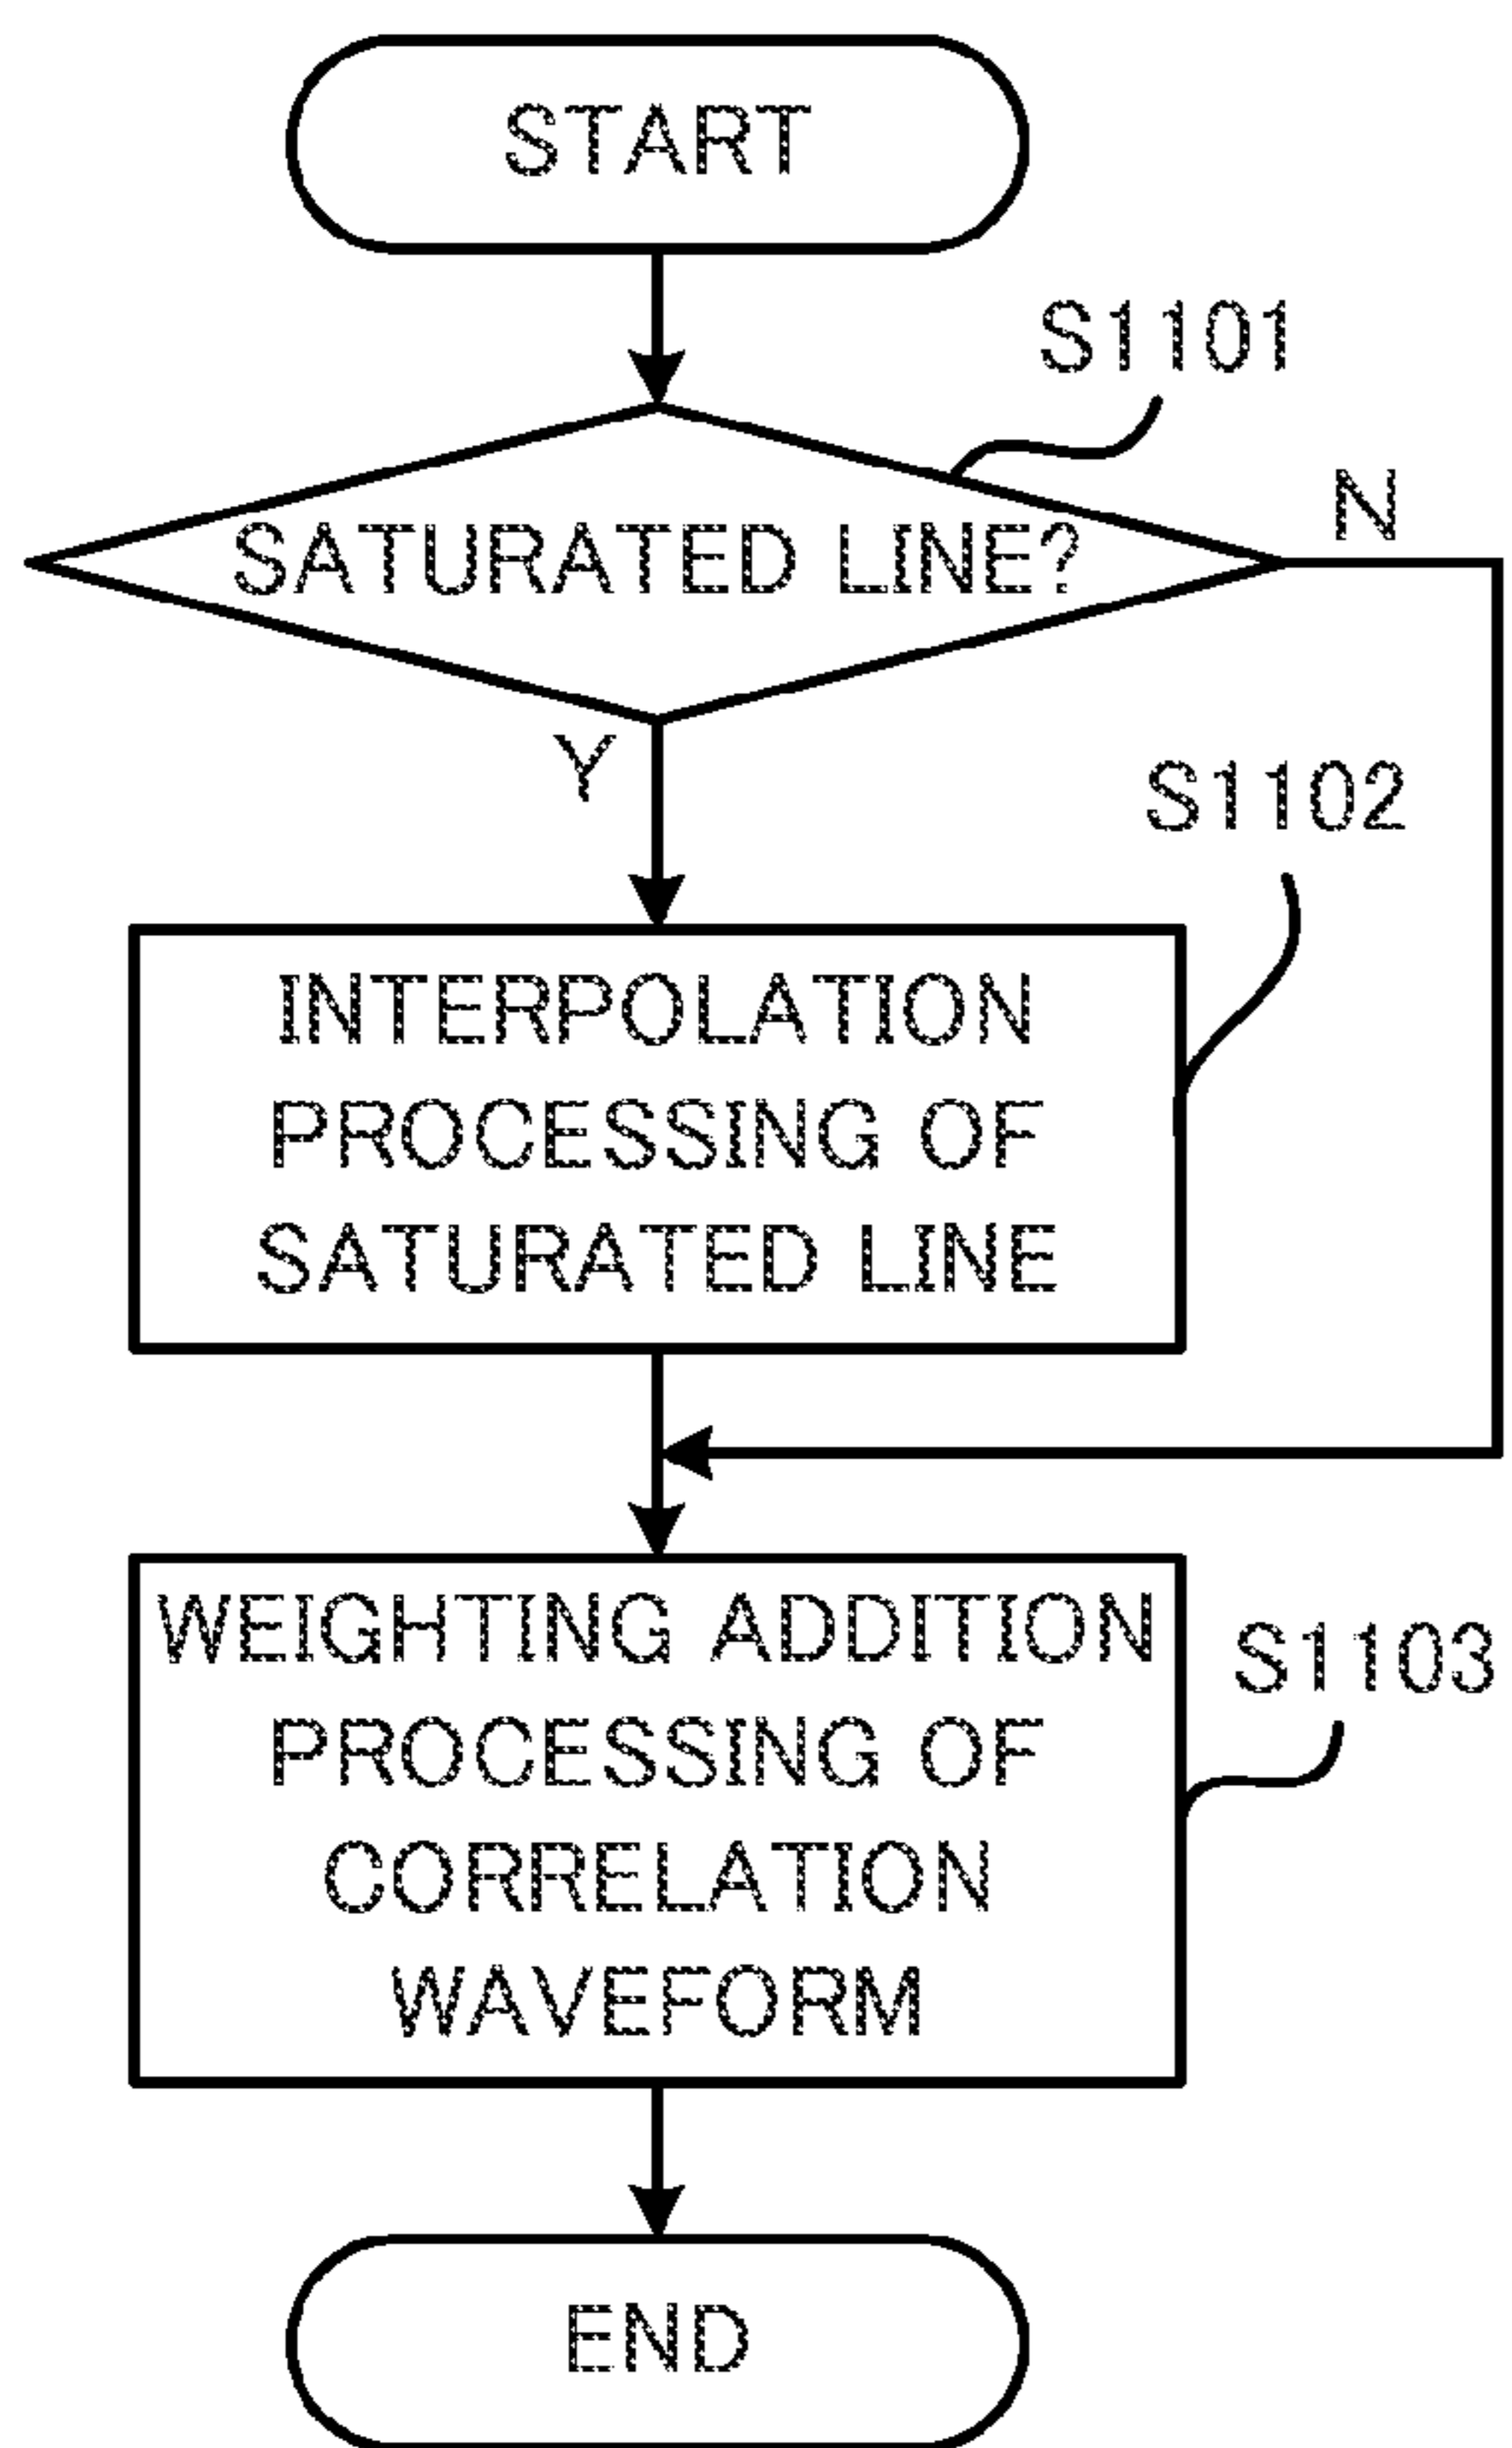 START
S1101
SATURATED LINE?
N
Y
S1102
INTERPOLATION
PROCESSING OF
SATURATED LINE
WEIGHTING ADDITION
PROCESSING OF
CORRELATION
WAVEFORM
S1103
END